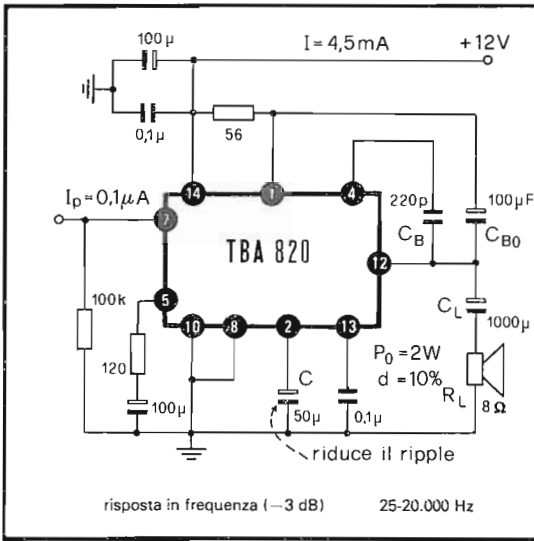 100µ
I = 4,5mA
+12V
0,1µ
56
Ip = 0,1µA
14
1
4
7
220p
CB
100µF
CB0
TBA 820
12
100k
5
CL
1000µ
10
8
2
13
P0 = 2W
d = 10%
120
RL
8Ω
100µ
C
50µ
0,1µ
riduce il ripple
risposta in frequenza (−3 dB)
25-20.000 Hz